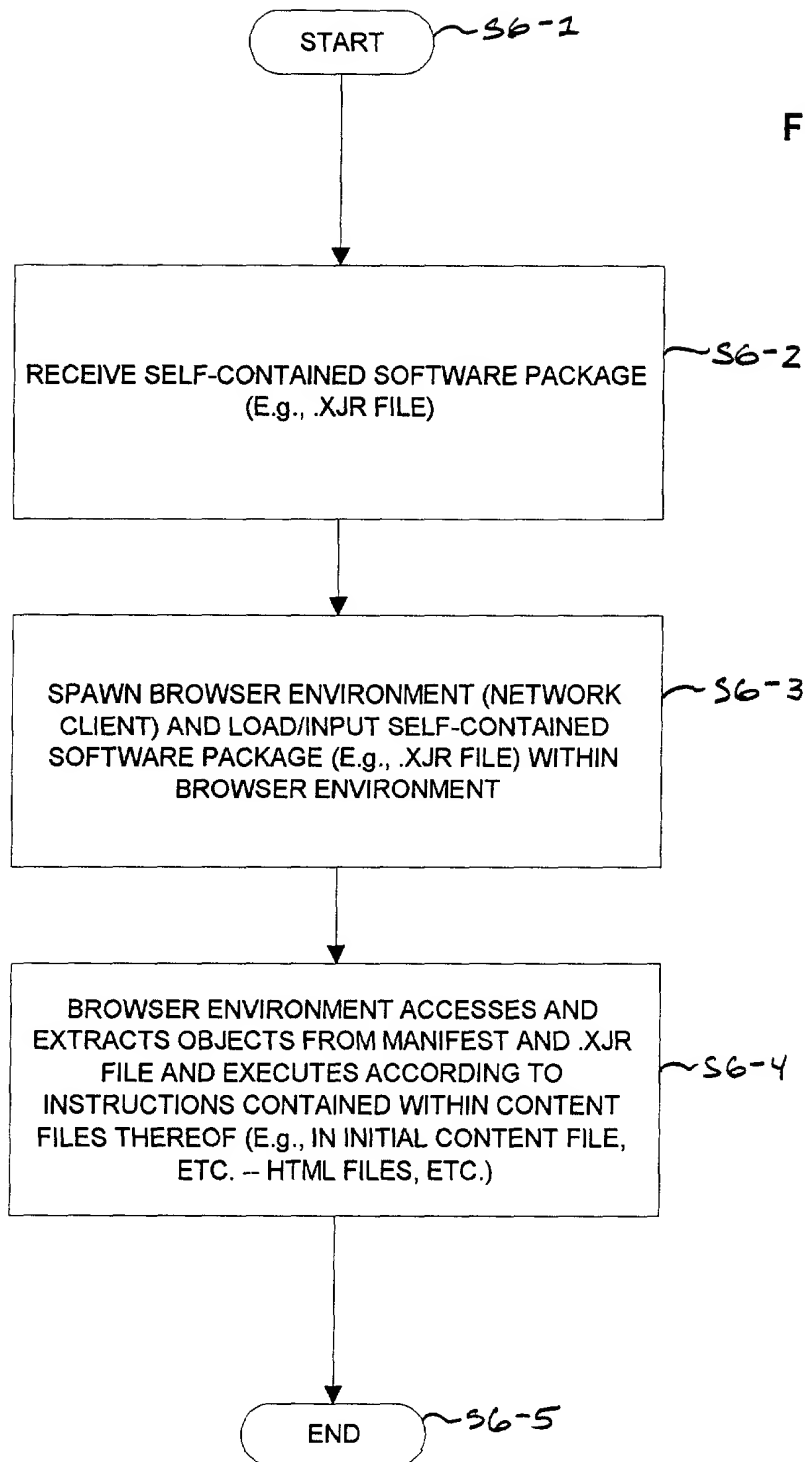 START
S6-1
F
RECEIVE SELF-CONTAINED SOFTWARE PACKAGE
(E.g., .XJR FILE)
S6-2
SPAWN BROWSER ENVIRONMENT (NETWORK
CLIENT) AND LOAD/INPUT SELF-CONTAINED
SOFTWARE PACKAGE (E.g., .XJR FILE) WITHIN
BROWSER ENVIRONMENT
S6-3
BROWSER ENVIRONMENT ACCESSES AND
EXTRACTS OBJECTS FROM MANIFEST AND .XJR
FILE AND EXECUTES ACCORDING TO
INSTRUCTIONS CONTAINED WITHIN CONTENT
FILES THEREOF (E.g., IN INITIAL CONTENT FILE,
ETC. -- HTML FILES, ETC.)
S6-4
END
S6-5